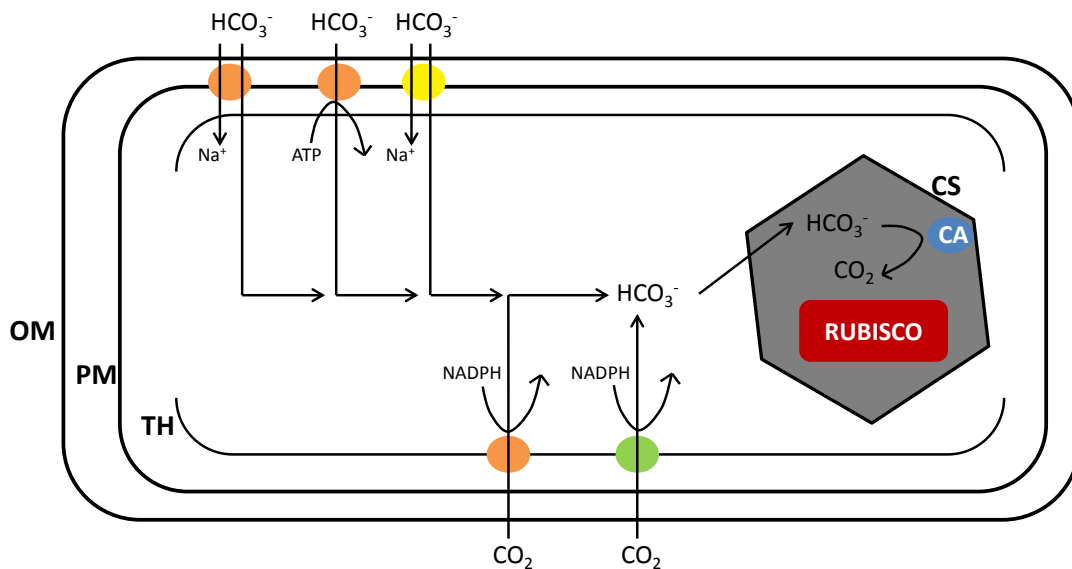 HCO₃⁻ HCO₃⁻ HCO₃⁻
Na⁺ ATP Na⁺
CS
HCO₃⁻ CA
CO₂
HCO₃⁻
OM RUBISCO
PM NADPH NADPH
TH
CO₂ CO₂